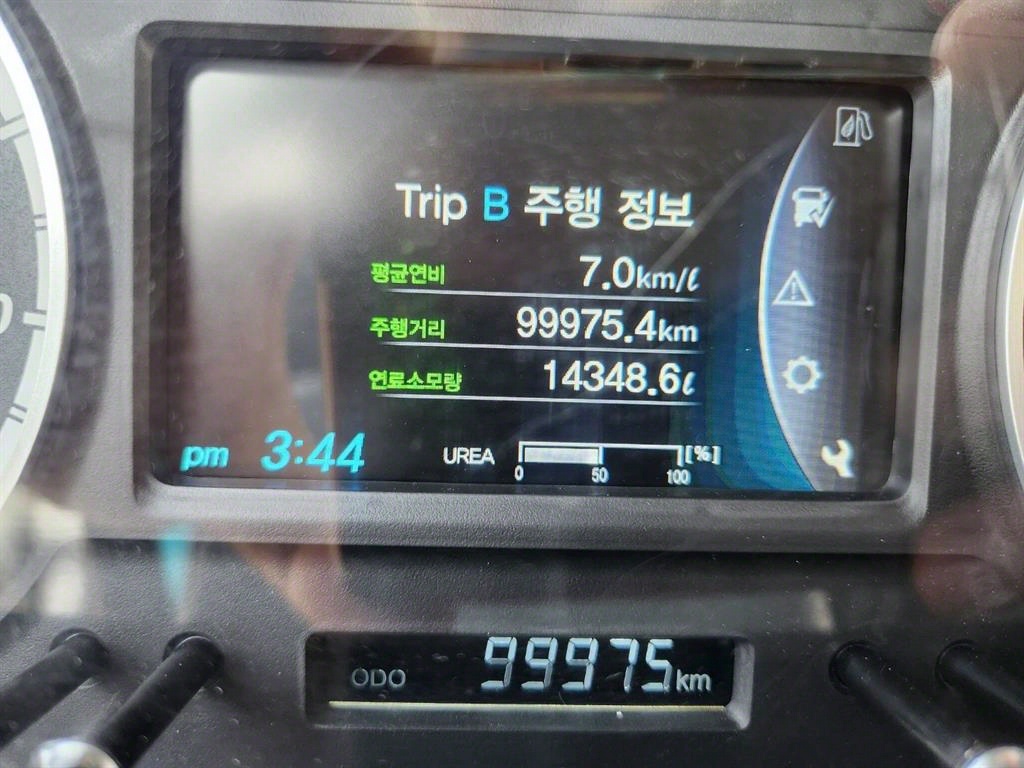 Trip B 주행 정보
평균연비 7.0km/ℓ
주행거리 99975.4km
연료소모량 14348.6ℓ
pm 3:44 UREA [%]
0 50 100
ODO 99975km